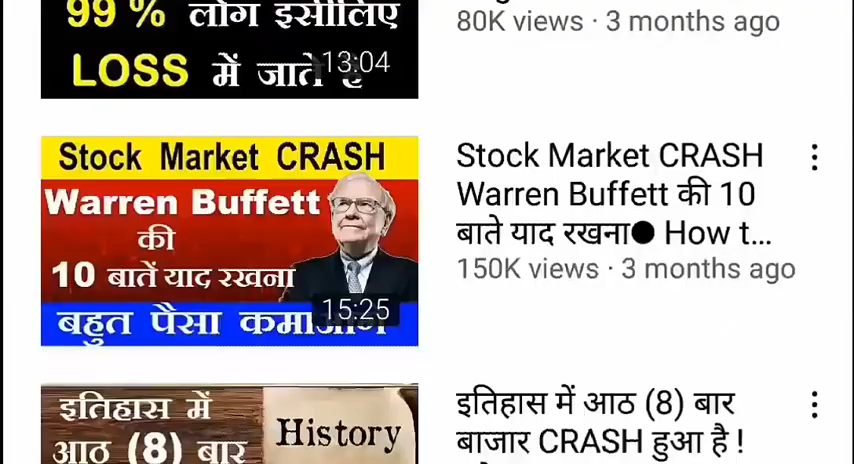 99 % लोग इसीलिए
LOSS में जाते है
13:04
80K views · 3 months ago
Stock Market CRASH
Warren Buffett
की
10 बातें याद रखना
15:25
बहुत पैसा
Stock Market CRASH
Warren Buffett की 10
बाते याद रखना● How t...
150K views · 3 months ago
इतिहास में
आठ (8) बार
History
इतिहास में आठ (8) बार
बाजार CRASH हुआ है !